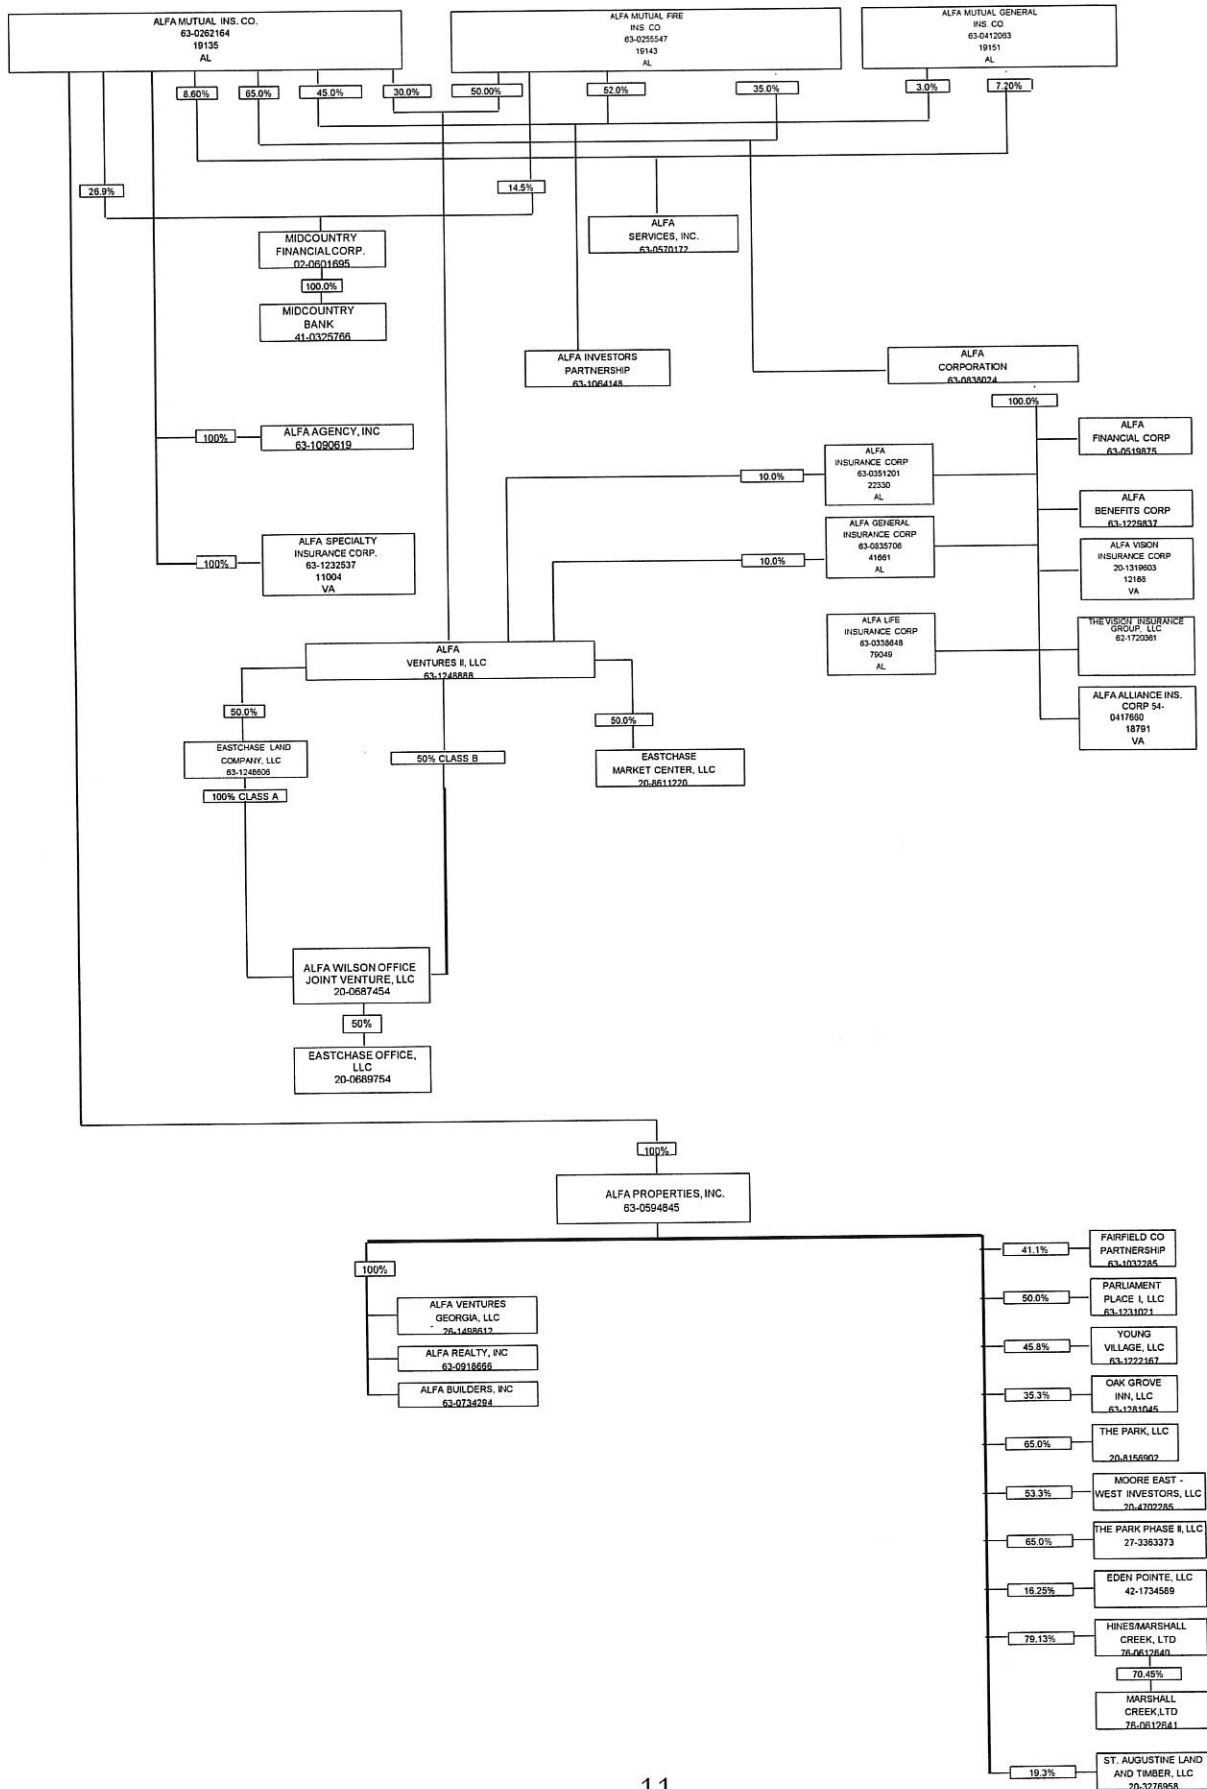 ALFA MUTUAL INS. CO.
63-0262164
19135
AL
ALFA MUTUAL FIRE
INS. CO
63-0255547
19143
AL
ALFA MUTUAL GENERAL
INS. CO
63-0412063
19151
AL
8.60%
65.0%
45.0%
30.0%
50.00%
52.0%
35.0%
3.0%
7.20%
26.9%
14.5%
MIDCOUNTRY
FINANCIALCORP.
02-0601695
100.0%
MIDCOUNTRY
BANK
41-0325766
ALFA
SERVICES, INC.
63-0570172
ALFA INVESTORS
PARTNERSHIP
63-1064148
ALFA
CORPORATION
63-0838024
100.0%
100%
ALFA AGENCY, INC
63-1090619
ALFA
FINANCIAL CORP
63-0519875
10.0%
ALFA
INSURANCE CORP
63-0351201
22330
AL
ALFA
BENEFITS CORP
63-1229837
100%
ALFA SPECIALTY
INSURANCE CORP.
63-1232537
11004
VA
10.0%
ALFA GENERAL
INSURANCE CORP
63-0835706
41661
AL
ALFA VISION
INSURANCE CORP
20-1319603
12188
VA
ALFA LIFE
INSURANCE CORP
63-0338648
79049
AL
THE VISION INSURANCE
GROUP, LLC
62-1720361
ALFA ALLIANCE INS.
CORP 54-
0417660
18791
VA
ALFA
VENTURES II, LLC
63-1248888
50.0%
50.0%
EASTCHASE LAND
COMPANY, LLC
63-1248606
50% CLASS B
EASTCHASE
MARKET CENTER, LLC
20-8611220
100% CLASS A
ALFA WILSON OFFICE
JOINT VENTURE, LLC
20-0687454
50%
EASTCHASE OFFICE,
LLC
20-0689754
100%
ALFA PROPERTIES, INC.
63-0594845
100%
ALFA VENTURES
GEORGIA, LLC
26-1498612
ALFA REALTY, INC
63-0918666
ALFA BUILDERS, INC
63-0734294
41.1%
FAIRFIELD CO
PARTNERSHIP
63-1032285
50.0%
PARLIAMENT
PLACE I, LLC
63-1231021
45.8%
YOUNG
VILLAGE, LLC
63-1222167
35.3%
OAK GROVE
INN, LLC
63-1281045
65.0%
THE PARK, LLC
20-8156902
53.3%
MOORE EAST -
WEST INVESTORS, LLC
20-4702285
65.0%
THE PARK PHASE II, LLC
27-3363373
16.25%
EDEN POINTE, LLC
42-1734589
79.13%
HINES/MARSHALL
CREEK, LTD
76-0612640
70.45%
MARSHALL
CREEK,LTD
76-0612641
19.3%
ST. AUGUSTINE LAND
AND TIMBER, LLC
20-3276958
11